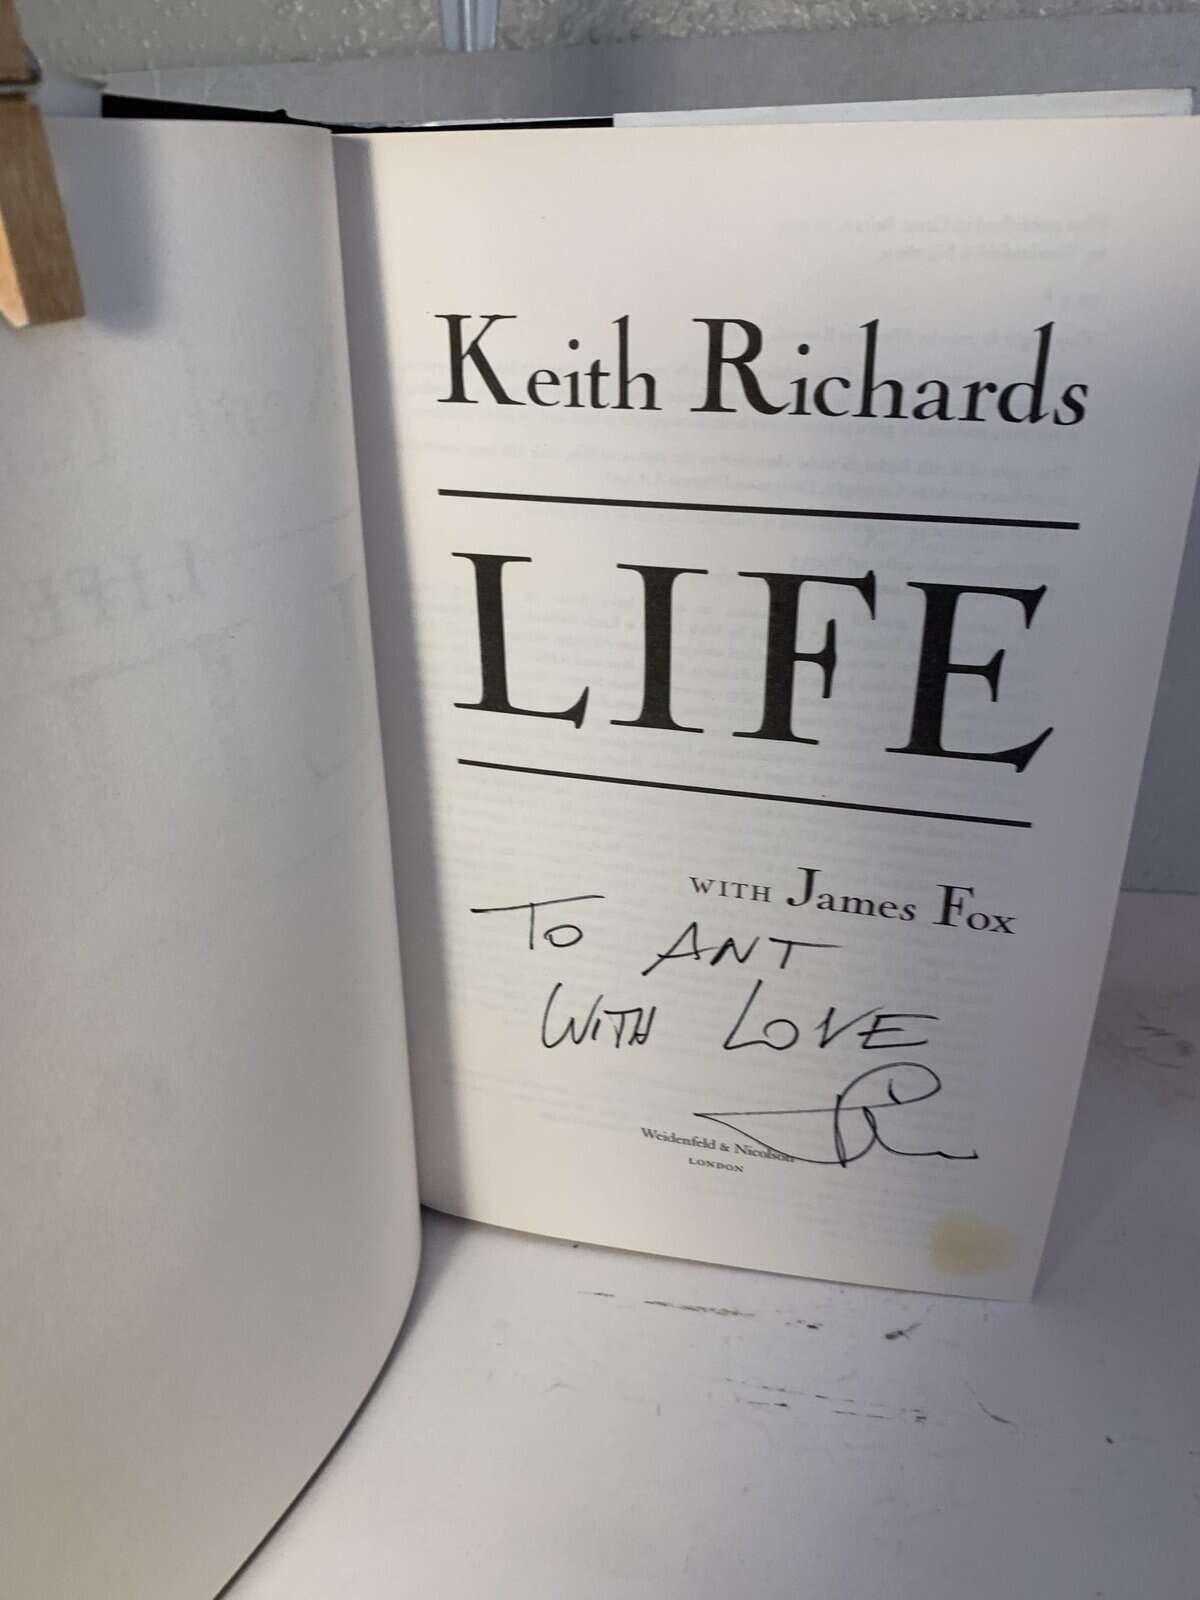 Keith Richards
LIFE
WITH James Fox
TO ANT
WITH LOVE
Weidenfeld & Nicolson
LONDON